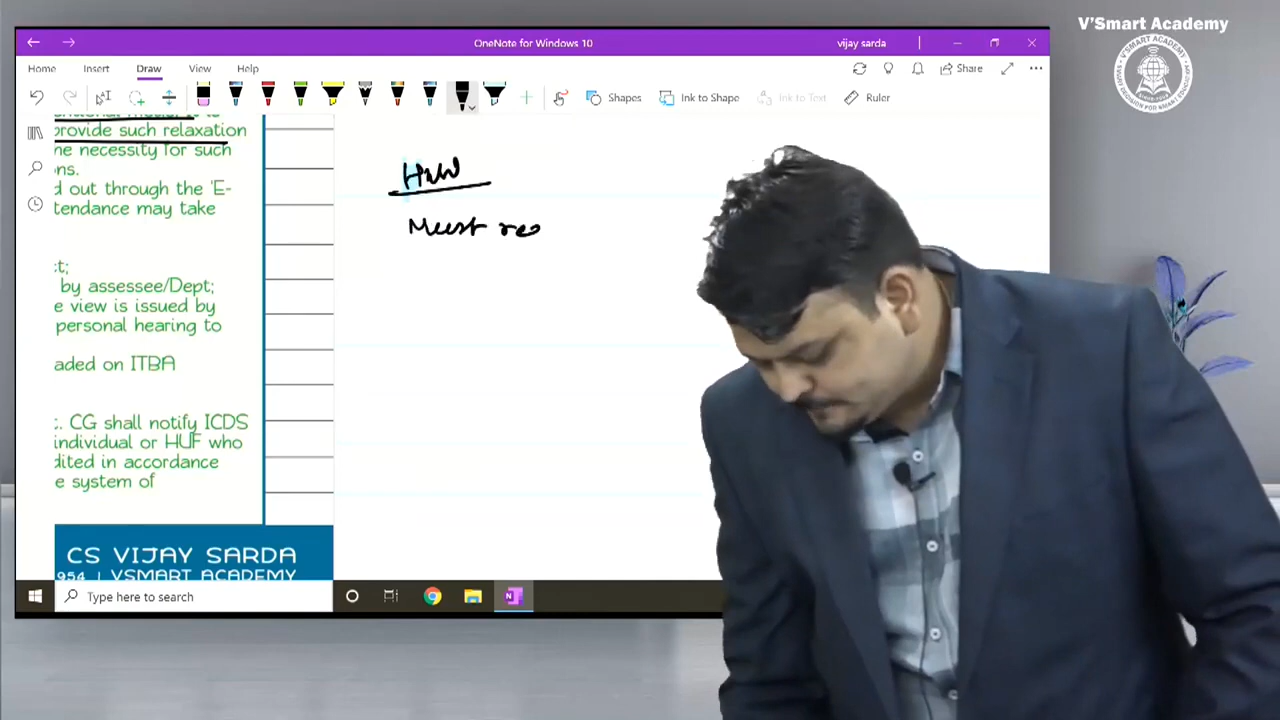 V'Smart Academy
OneNote for Windows 10
vijay sarda
Home Insert Draw View Help
Share
Shapes Ink to Shape Ink to Text Ruler
provide such relaxation
ne necessity for such
ns.
d out through the 'E-
tendance may take
ct;
by assessee/Dept;
e view is issued by
personal hearing to
aded on ITBA
. CG shall notify ICDS
individual or HUF who
dited in accordance
e system of
CS VIJAY SARDA
954 | VSMART ACADEMY
H.W
Must rea
Type here to search